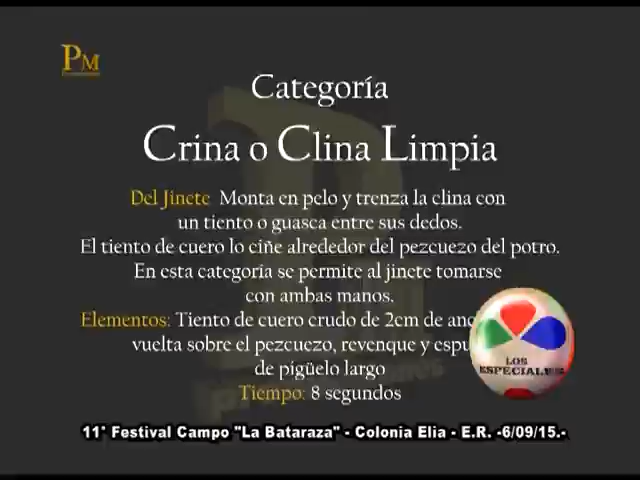 PM
Categoría
Crina o Clina Limpia
Del Jinete Monta en pelo y trenza la clina con
un tiento o guasca entre sus dedos.
El tiento de cuero lo ciñe alrededor del pezcuezo del potro.
En esta categoría se permite al jinete tomarse
con ambas manos.
Elementos: Tiento de cuero crudo de 2cm de
vuelta sobre el pezcuezo, revenque y
de pigüelo largo
Tiempo: 8 segundos
LOS
ESPECIALES
11° Festival Campo "La Bataraza" - Colonia Elia - E.R. -6/09/15.-